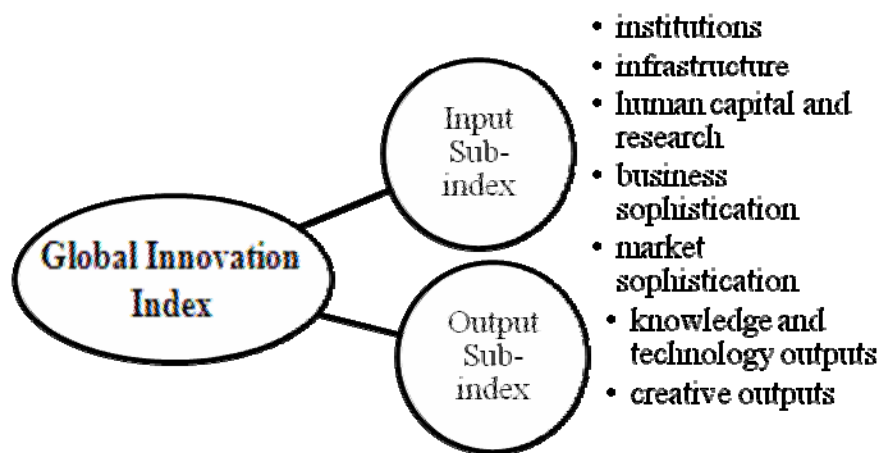 Global Innovation
Index
Input
Sub-
index
• institutions
• infrastructure
• human capital and
research
• business
sophistication
• market
sophistication
Output
Sub-
index
• knowledge and
technology outputs
• creative outputs